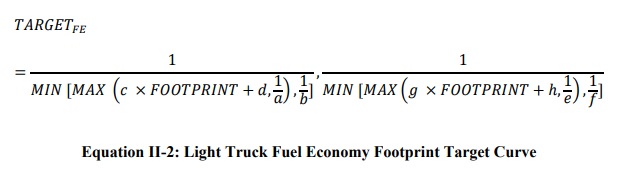 TARGET_FE
= 1 / MIN [MAX (c × FOOTPRINT + d, 1/a), 1/b] , 1 / MIN [MAX (g × FOOTPRINT + h, 1/e), 1/f]
Equation II-2: Light Truck Fuel Economy Footprint Target Curve